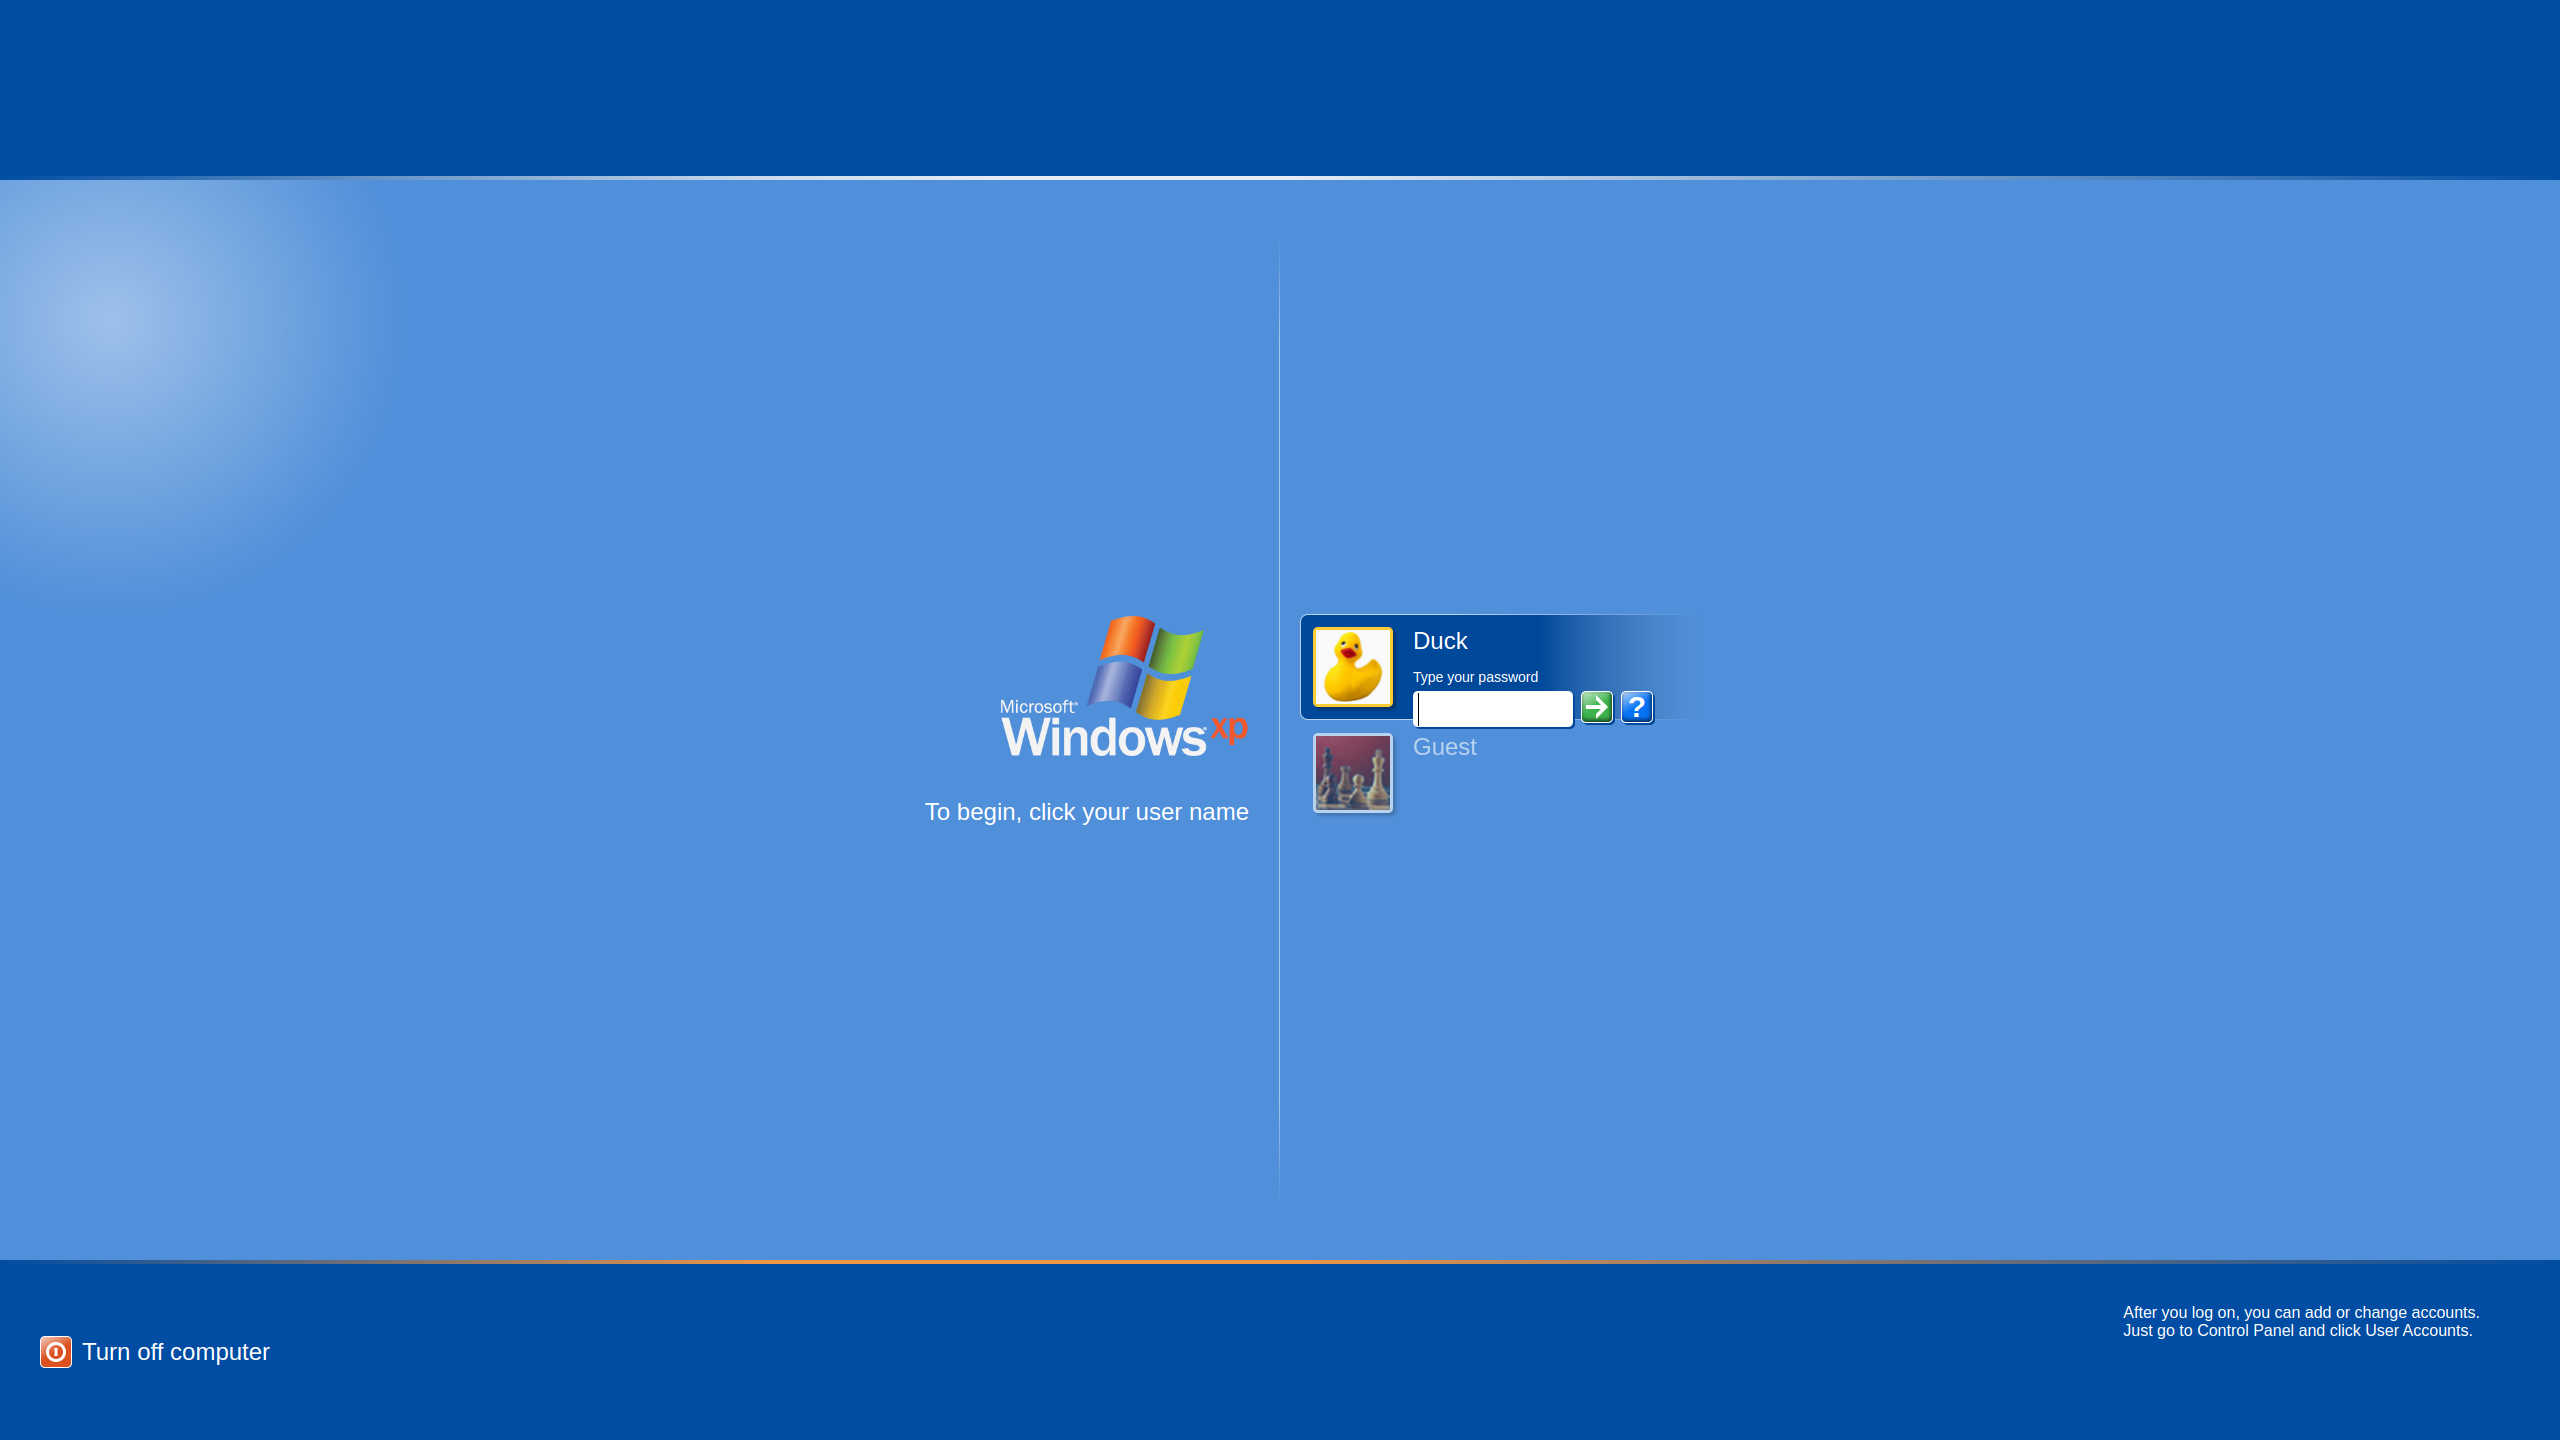 Microsoft®
Windows xp
To begin, click your user name
Duck
Type your password
?
Guest
Turn off computer
After you log on, you can add or change accounts.
Just go to Control Panel and click User Accounts.